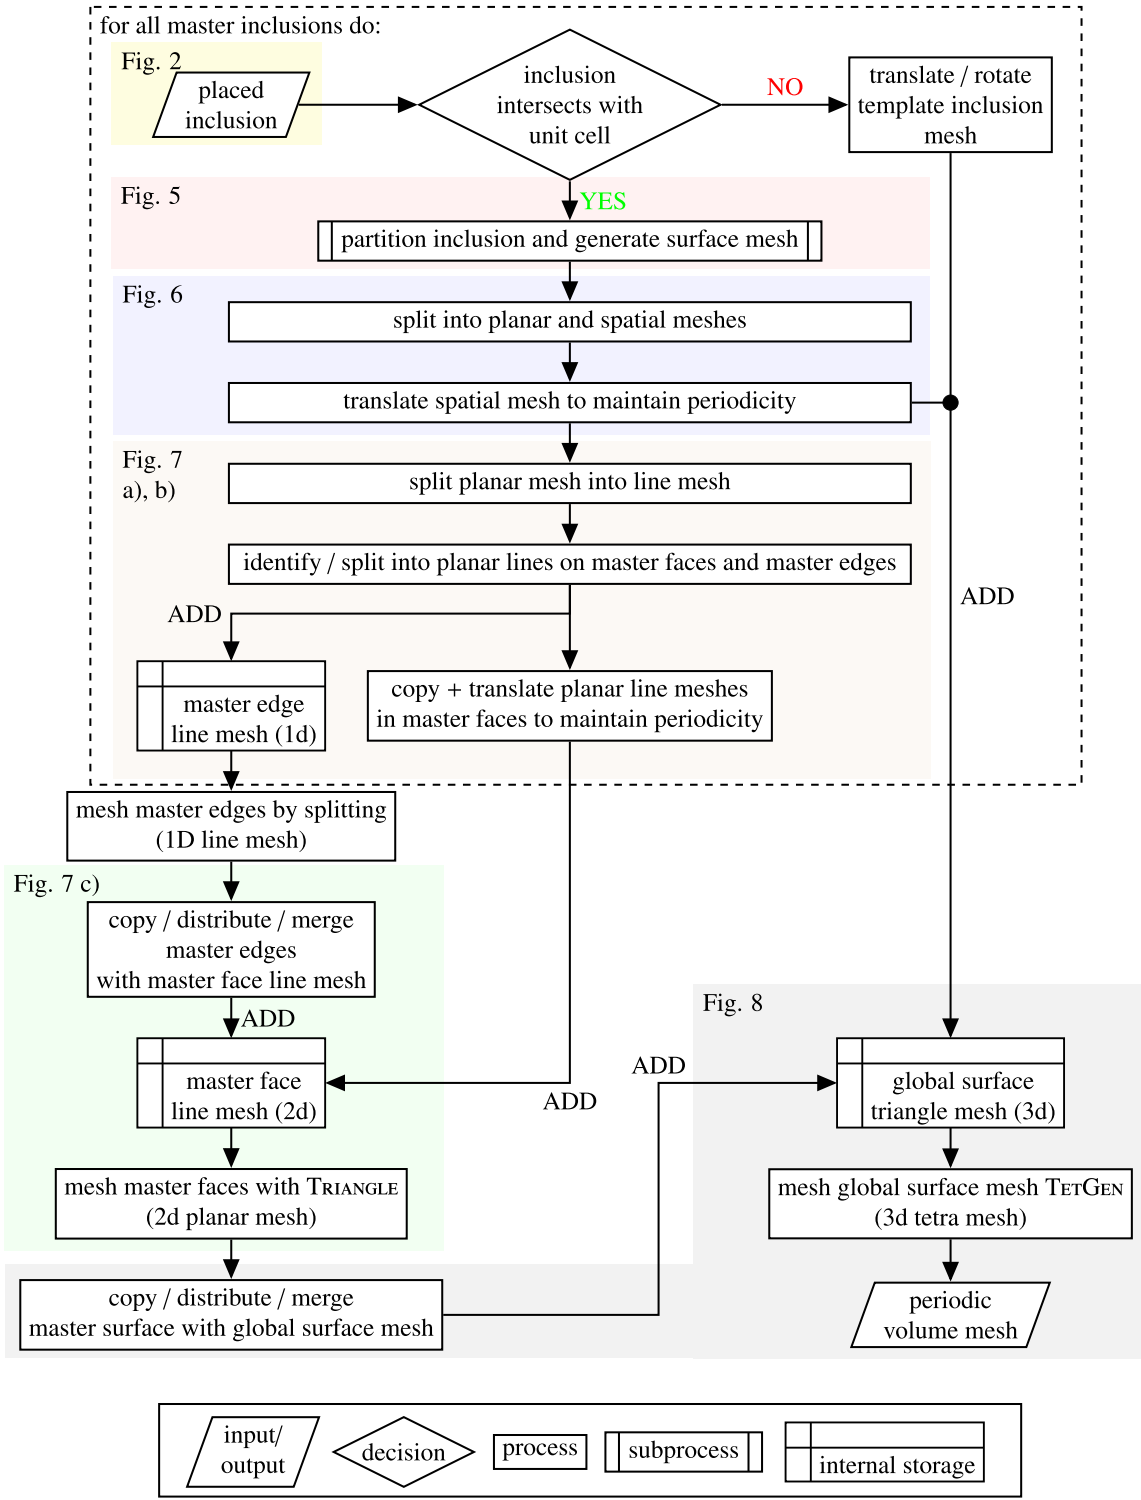 for all master inclusions do:
Fig. 2
placed
inclusion
inclusion
intersects with
unit cell
NO
translate / rotate
template inclusion
mesh
Fig. 5
YES
partition inclusion and generate surface mesh
Fig. 6
split into planar and spatial meshes
translate spatial mesh to maintain periodicity
Fig. 7
a), b)
split planar mesh into line mesh
identify / split into planar lines on master faces and master edges
ADD
ADD
master edge
line mesh (1d)
copy + translate planar line meshes
in master faces to maintain periodicity
mesh master edges by splitting
(1D line mesh)
Fig. 7 c)
copy / distribute / merge
master edges
with master face line mesh
ADD
master face
line mesh (2d)
ADD
mesh master faces with TRIANGLE
(2d planar mesh)
copy / distribute / merge
master surface with global surface mesh
ADD
Fig. 8
global surface
triangle mesh (3d)
mesh global surface mesh TETGEN
(3d tetra mesh)
periodic
volume mesh
input/
output
decision
process
subprocess
internal storage